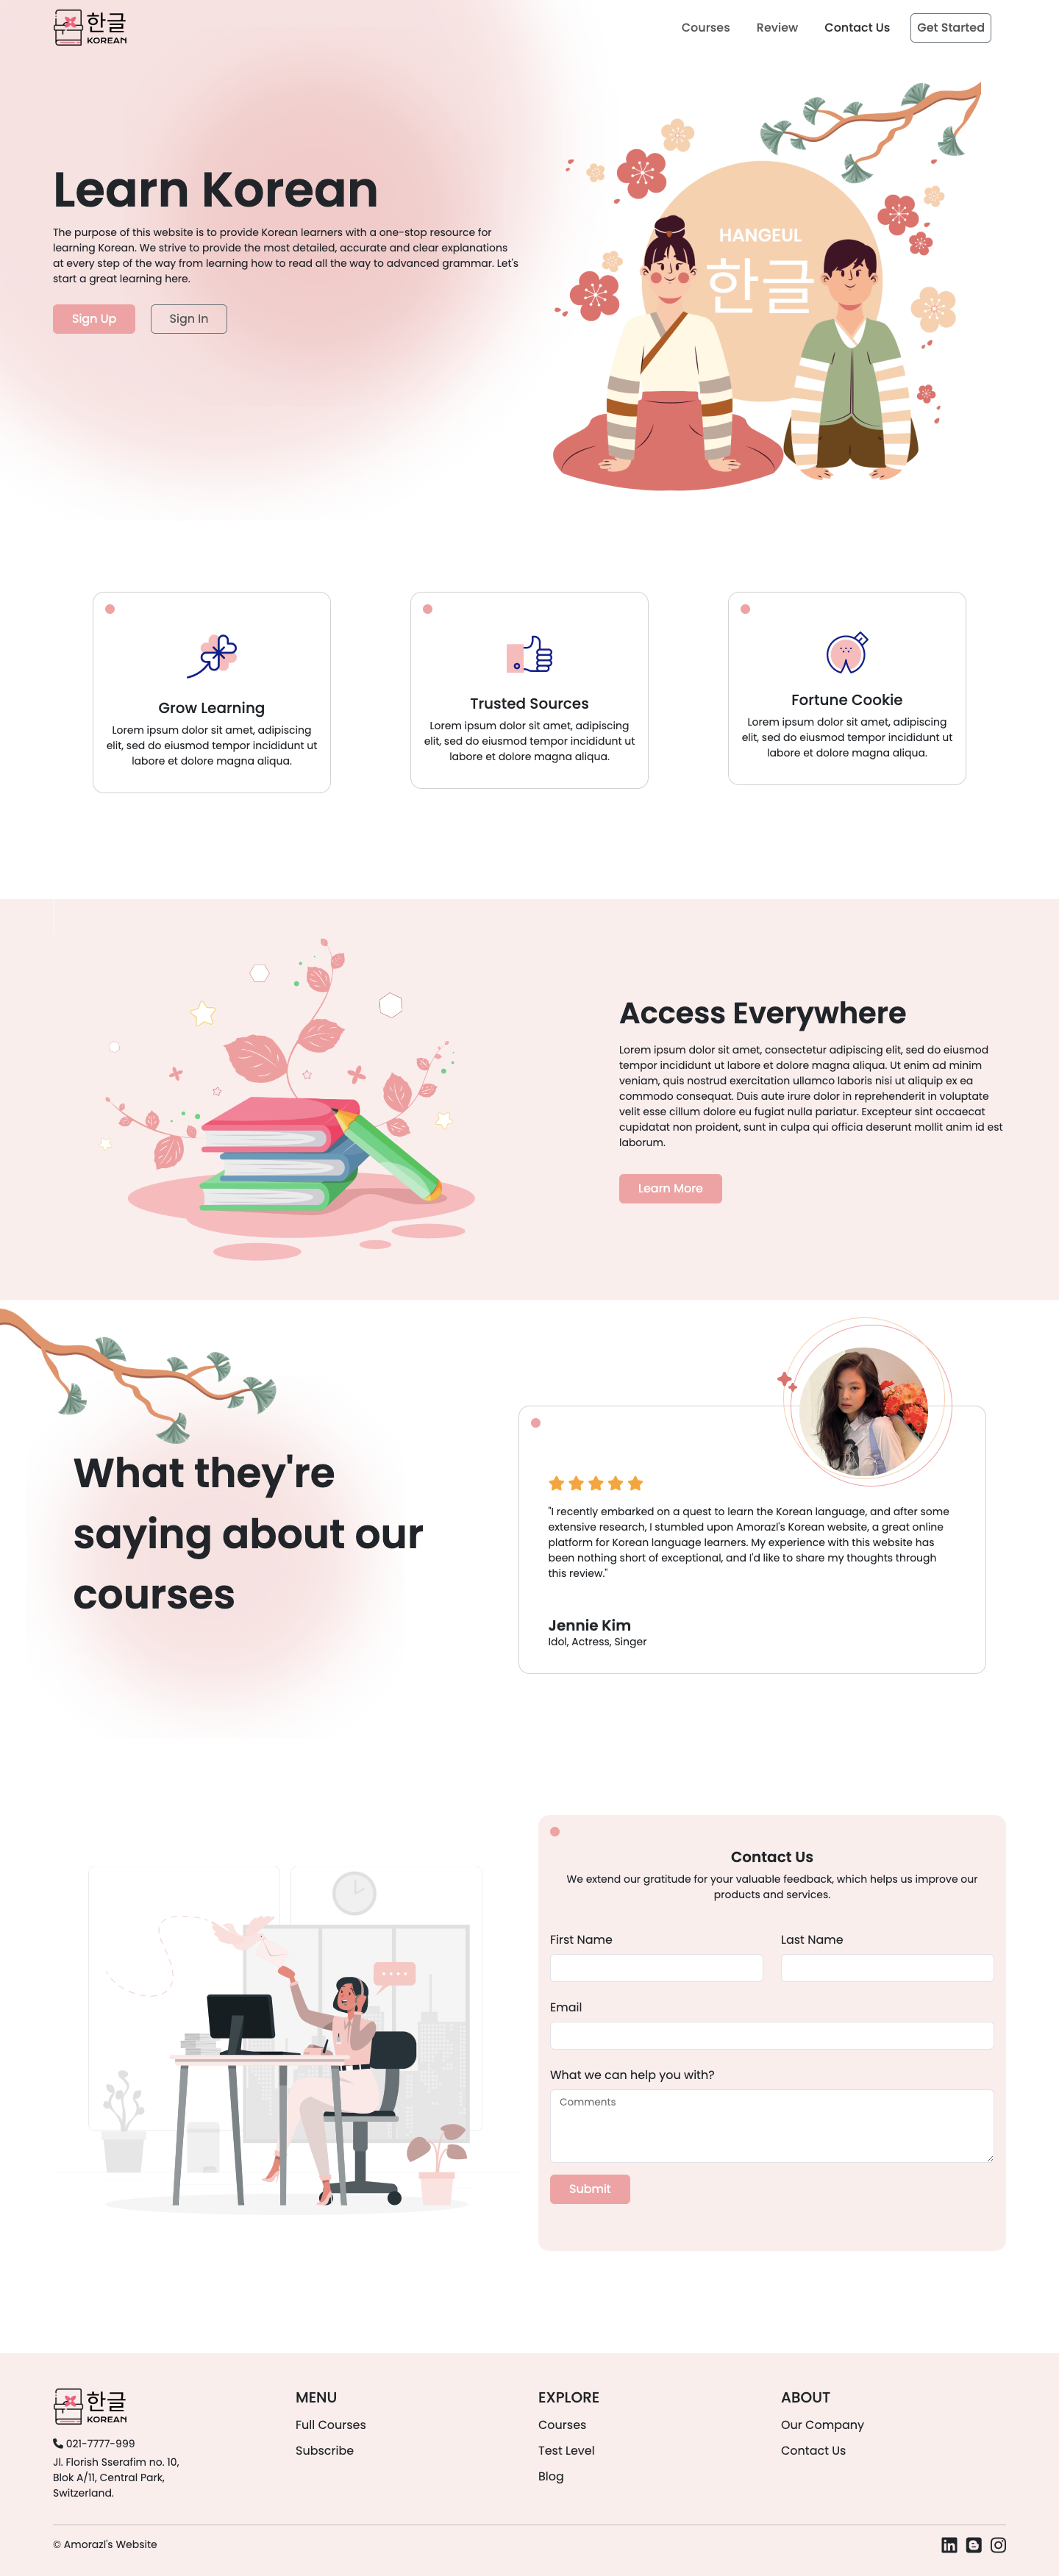 한글
KOREAN
Courses
Review
Contact Us
Get Started
Learn Korean
The purpose of this website is to provide Korean learners with a one-stop resource for
learning Korean. We strive to provide the most detailed, accurate and clear explanations
at every step of the way from learning how to read all the way to advanced grammar. Let's
start a great learning here.
Sign Up
Sign In
HANGEUL
한글
Grow Learning
Lorem ipsum dolor sit amet, adipiscing
elit, sed do eiusmod tempor incididunt ut
labore et dolore magna aliqua.
Trusted Sources
Lorem ipsum dolor sit amet, adipiscing
elit, sed do eiusmod tempor incididunt ut
labore et dolore magna aliqua.
Fortune Cookie
Lorem ipsum dolor sit amet, adipiscing
elit, sed do eiusmod tempor incididunt ut
labore et dolore magna aliqua.
Access Everywhere
Lorem ipsum dolor sit amet, consectetur adipiscing elit, sed do eiusmod
tempor incididunt ut labore et dolore magna aliqua. Ut enim ad minim
veniam, quis nostrud exercitation ullamco laboris nisi ut aliquip ex ea
commodo consequat. Duis aute irure dolor in reprehenderit in voluptate
velit esse cillum dolore eu fugiat nulla pariatur. Excepteur sint occaecat
cupidatat non proident, sunt in culpa qui officia deserunt mollit anim id est
laborum.
Learn More
What they're
saying about our
courses
"I recently embarked on a quest to learn the Korean language, and after some
extensive research, I stumbled upon Amorazl's Korean website, a great online
platform for Korean language learners. My experience with this website has
been nothing short of exceptional, and I'd like to share my thoughts through
this review."
Jennie Kim
Idol, Actress, Singer
Contact Us
We extend our gratitude for your valuable feedback, which helps us improve our
products and services.
First Name
Last Name
Email
What we can help you with?
Comments
Submit
한글
KOREAN
021-7777-999
Jl. Florish Sserafim no. 10,
Blok A/11, Central Park,
Switzerland.
MENU
Full Courses
Subscribe
EXPLORE
Courses
Test Level
Blog
ABOUT
Our Company
Contact Us
© Amorazl's Website